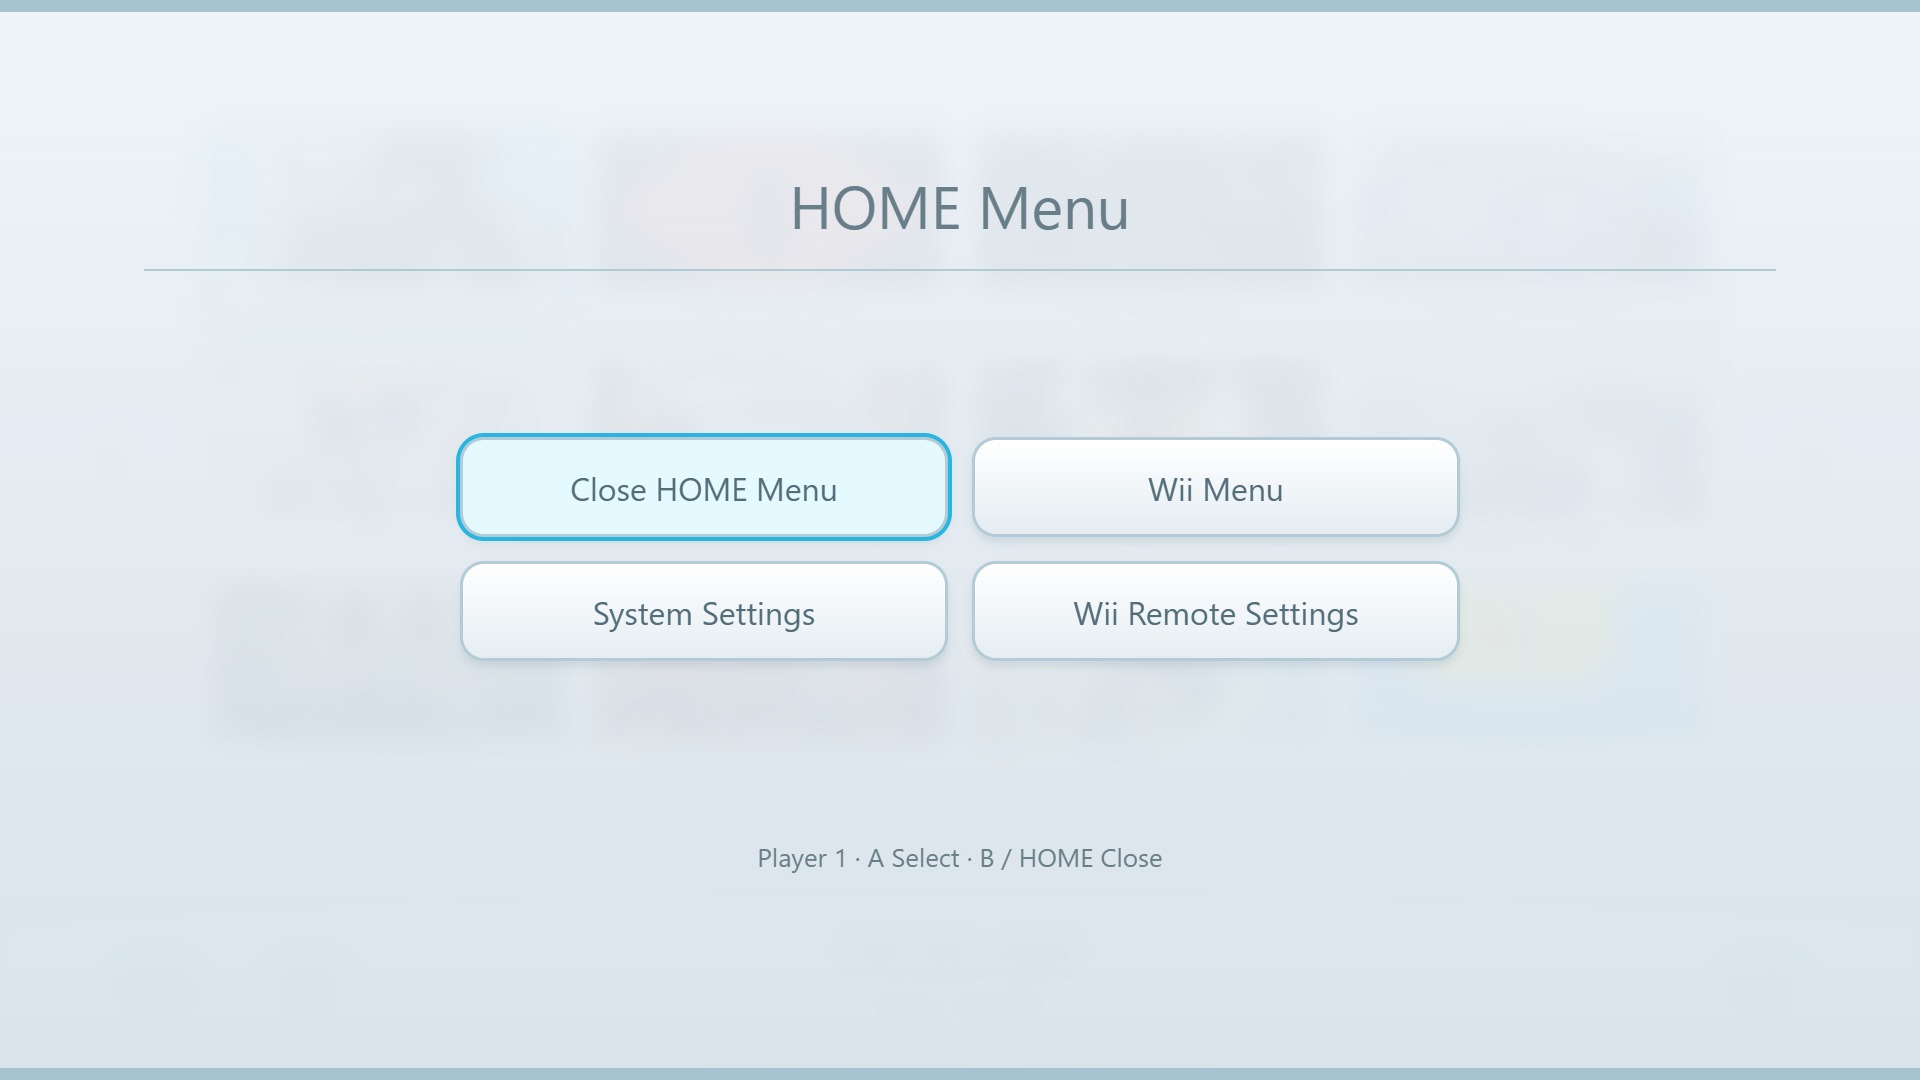 HOME Menu
Close HOME Menu
Wii Menu
System Settings
Wii Remote Settings
Player 1 · A Select · B / HOME Close